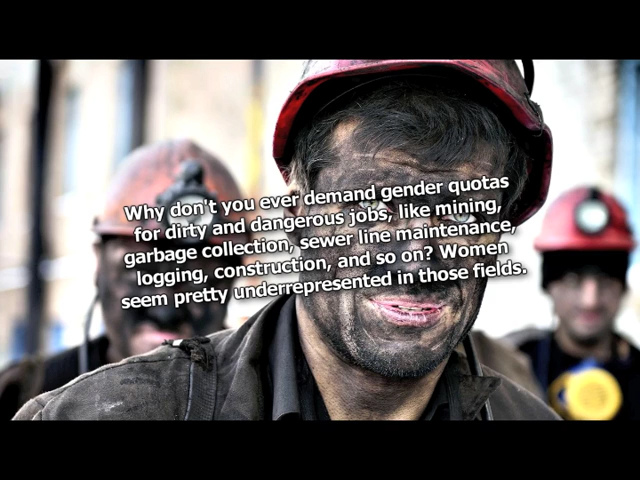 Why don't you ever demand gender quotas
for dirty and dangerous jobs, like mining,
garbage collection, sewer line maintenance,
logging, construction, and so on? Women
seem pretty underrepresented in those fields.